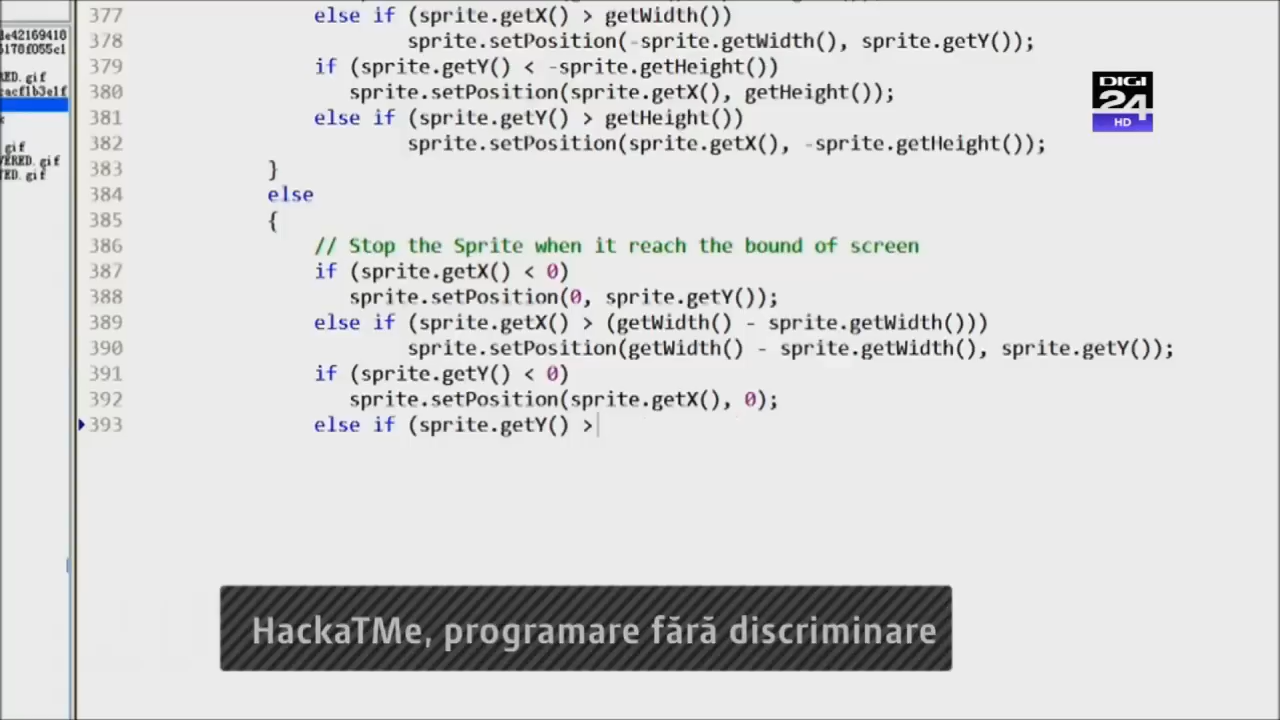 377 else if (sprite.getX() > getWidth())
378 sprite.setPosition(-sprite.getWidth(), sprite.getY());
379 if (sprite.getY() < -sprite.getHeight())
380 sprite.setPosition(sprite.getX(), getHeight());
381 else if (sprite.getY() > getHeight())
382 sprite.setPosition(sprite.getX(), -sprite.getHeight());
383 }
384 else
385 {
386 // Stop the Sprite when it reach the bound of screen
387 if (sprite.getX() < 0)
388 sprite.setPosition(0, sprite.getY());
389 else if (sprite.getX() > (getWidth() - sprite.getWidth()))
390 sprite.setPosition(getWidth() - sprite.getWidth(), sprite.getY());
391 if (sprite.getY() < 0)
392 sprite.setPosition(sprite.getX(), 0);
393 else if (sprite.getY() >
DIGI
24
HD
HackaTMe, programare fără discriminare